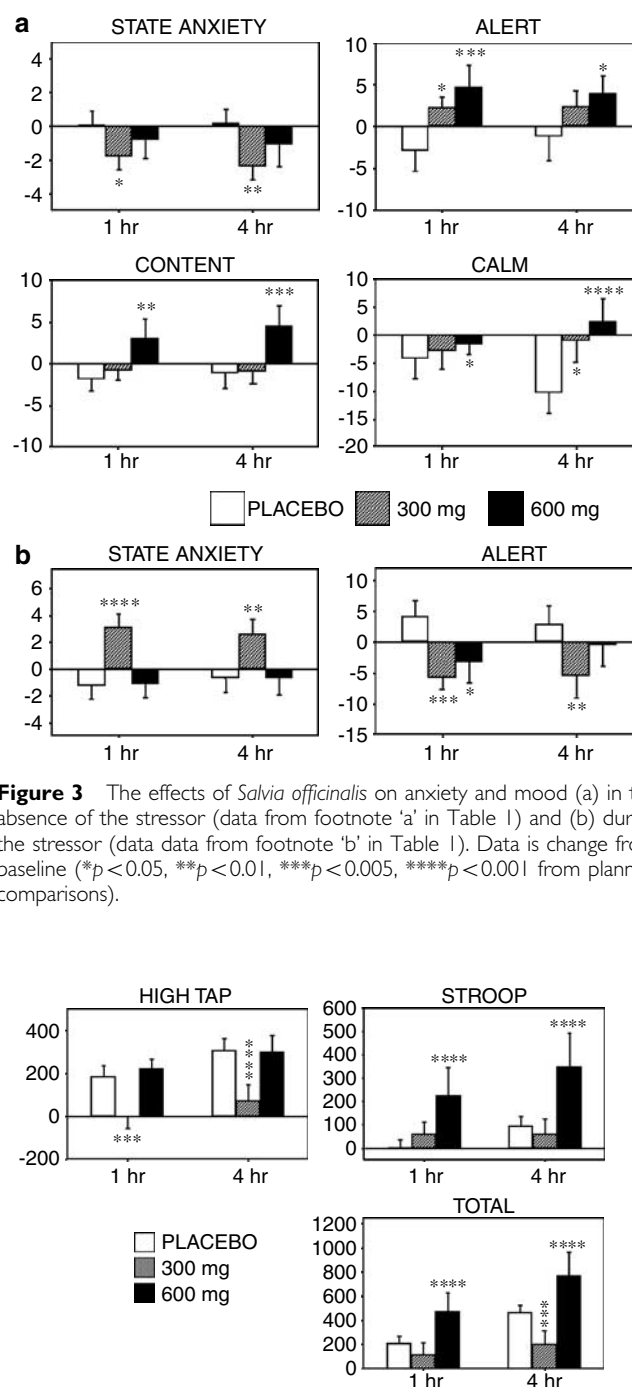 a
STATE ANXIETY
4
2
0
-2
-4
*
**
1 hr 4 hr
ALERT
10
5
0
-5
-10
*
***
*
1 hr 4 hr
CONTENT
10
5
0
-5
-10
**
***
1 hr 4 hr
CALM
10
5
0
-5
-10
-15
-20
*
*
****
1 hr 4 hr
PLACEBO 300 mg 600 mg
b
STATE ANXIETY
6
4
2
0
-2
-4
****
**
1 hr 4 hr
ALERT
10
5
0
-5
-10
-15
***
*
**
1 hr 4 hr
Figure 3 The effects of Salvia officinalis on anxiety and mood (a) in t
absence of the stressor (data from footnote ‘a’ in Table 1) and (b) dur
the stressor (data data from footnote ‘b’ in Table 1). Data is change fro
baseline (*p<0.05, **p<0.01, ***p<0.005, ****p<0.001 from plann
comparisons).
HIGH TAP
400
200
0
-200
***
****
1 hr 4 hr
STROOP
600
500
400
300
200
100
0
****
****
1 hr 4 hr
PLACEBO
300 mg
600 mg
TOTAL
1200
1000
800
600
400
200
0
****
***
****
1 hr 4 hr